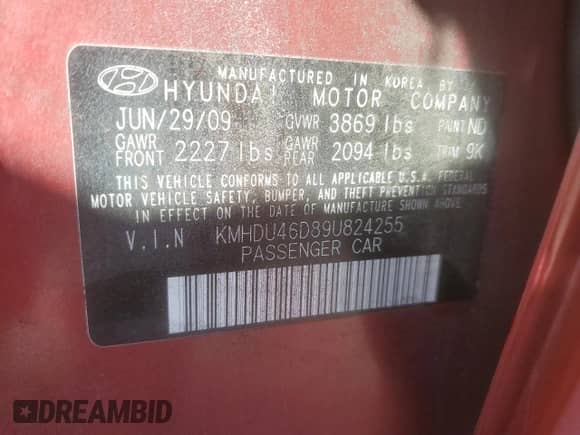 MANUFACTURED IN KOREA BY
HYUNDAI MOTOR COMPANY
JUN/29/09 GVWR 3869 lbs PAINT ND
GAWR FRONT 2227 lbs GAWR REAR 2094 lbs TRIM 9K
THIS VEHICLE CONFORMS TO ALL APPLICABLE U.S.A. FEDERAL
MOTOR VEHICLE SAFETY, BUMPER, AND THEFT PREVENTION STANDARDS
IN EFFECT ON THE DATE OF MANUFACTURE SHOWN ABOVE.
V.I.N KMHDU46D89U824255
PASSENGER CAR
DREAMBID